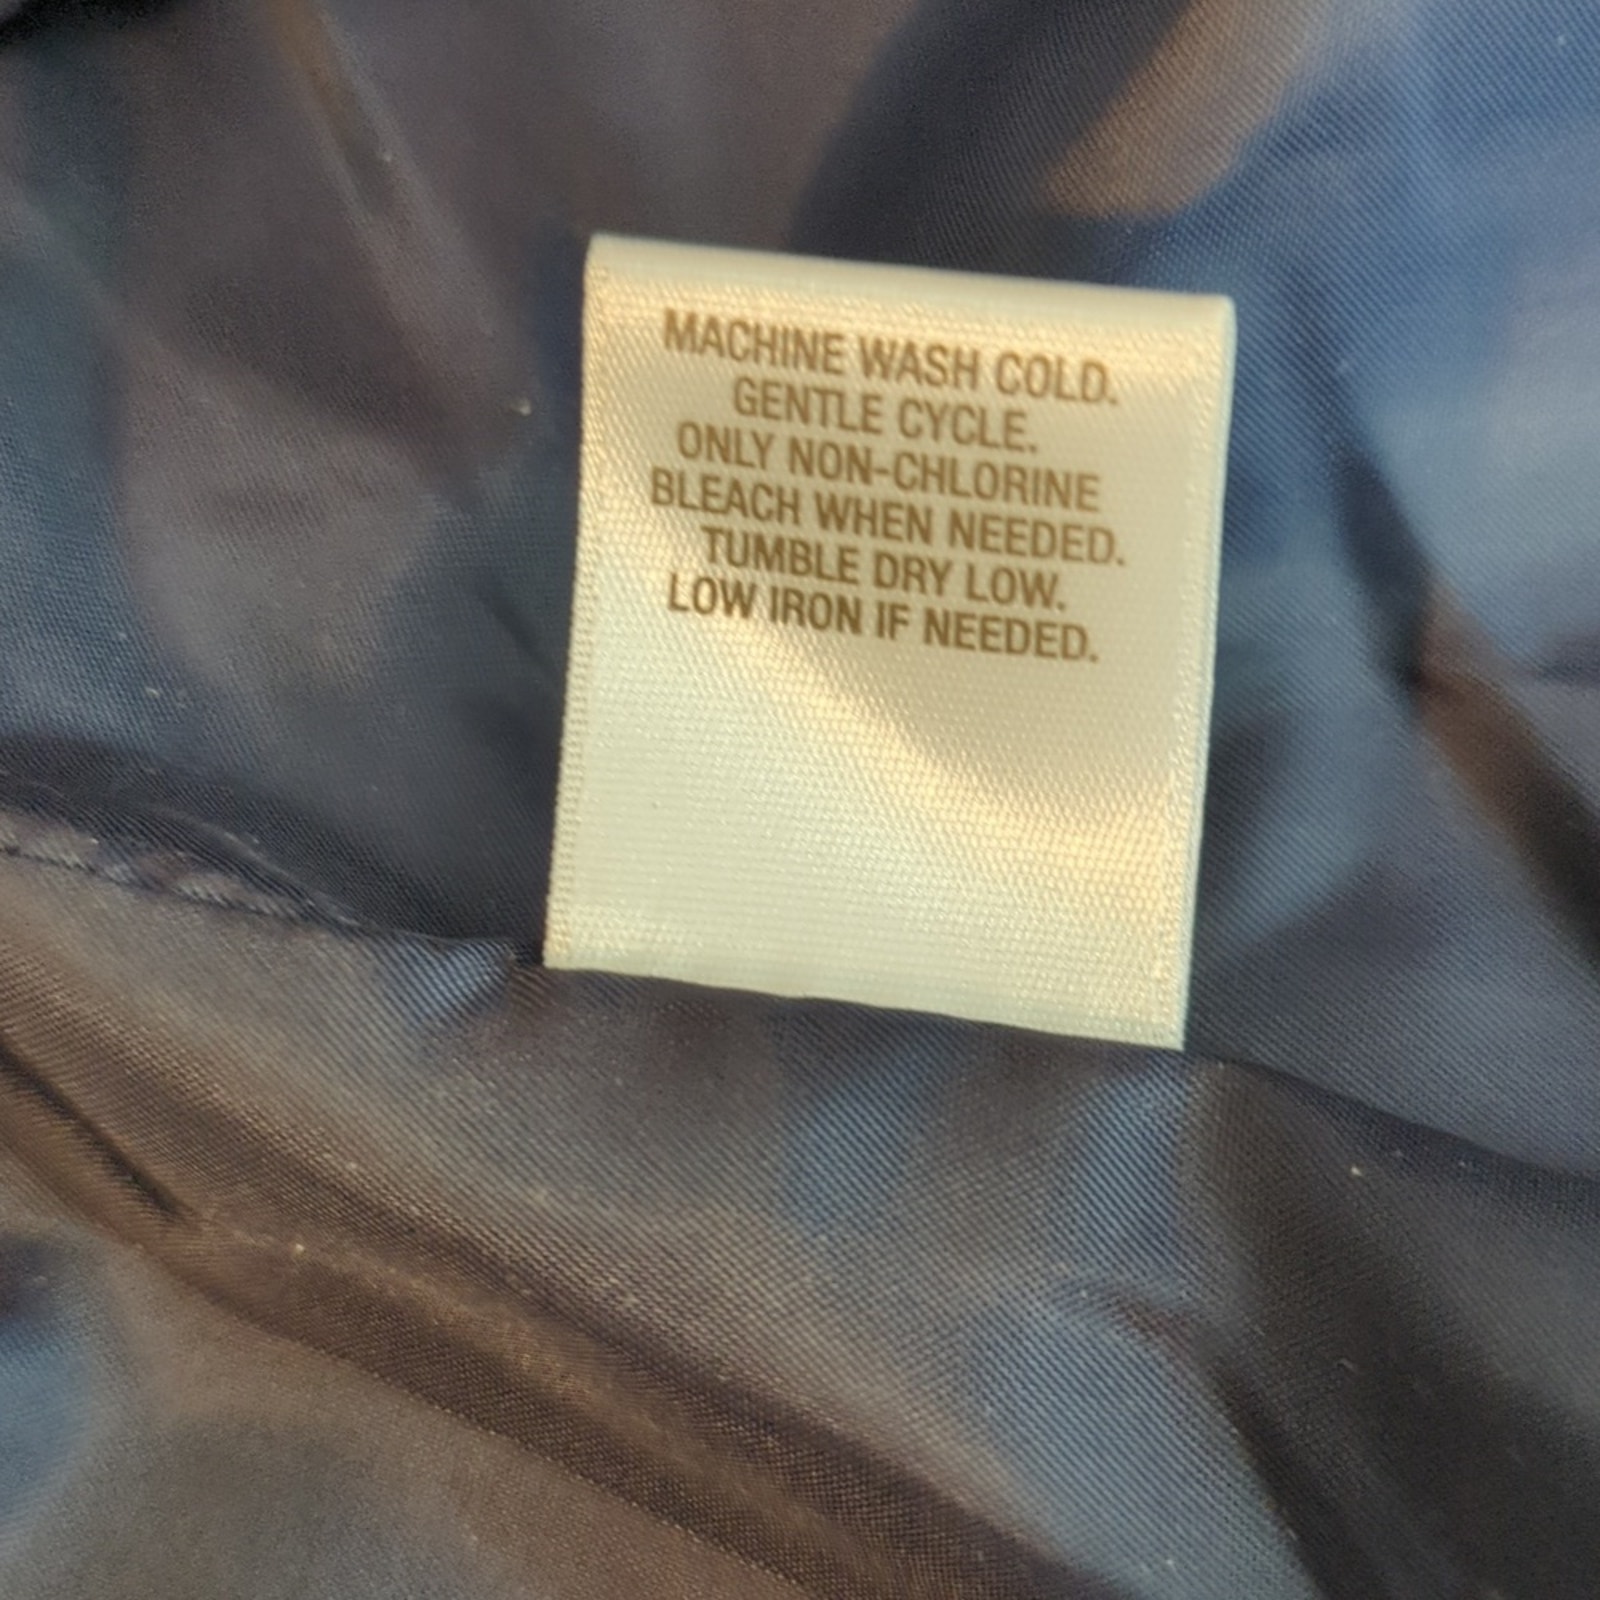 MACHINE WASH COLD.
GENTLE CYCLE.
ONLY NON-CHLORINE
BLEACH WHEN NEEDED.
TUMBLE DRY LOW.
LOW IRON IF NEEDED.